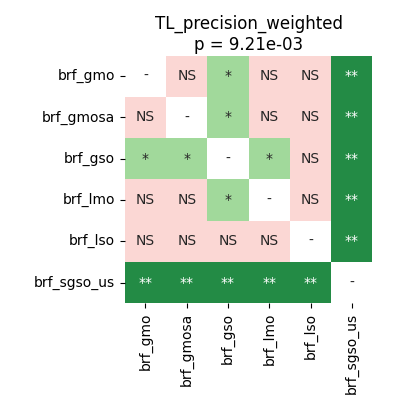 TL_precision_weighted
p = 9.21e-03
brf_gmo - NS * NS NS **
brf_gmosa NS - * NS NS **
brf_gso * * - * NS **
brf_lmo NS NS * - NS **
brf_lso NS NS NS NS - **
brf_sgso_us ** ** ** ** ** -
brf_gmo
brf_gmosa
brf_gso
brf_lmo
brf_lso
brf_sgso_us